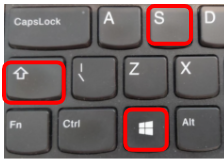 CapsLock A S D
| \ Z X
Fn Ctrl Alt